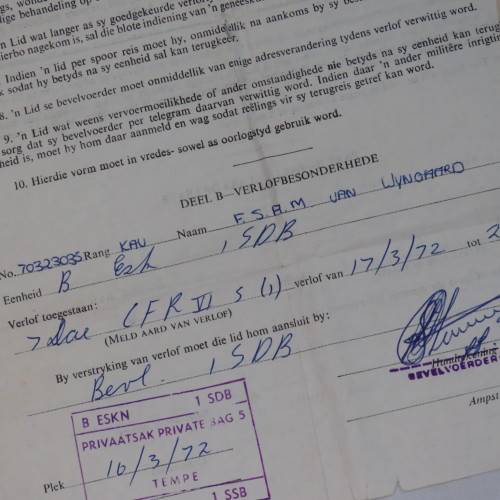 gs, wond
dige behandeling op
'n Lid wat langer as sy goedgekeurde verlof
hierbo nagekom is, sal die blote indiening van 'n geneesk
Indien 'n lid per spoor reis moet hy, onmiddellik na aankoms by sy beste
k sodat hy betyds na sy eenheid sal kan terugkeer.
8. 'n Lid se bevelvoerder moet onmiddellik van enige adresverandering tydens verlof verwittig word.
9. 'n Lid wat weens vervoermoeilikhede of ander omstandighede nie betyds na sy eenheid kan terug
sorg dat sy bevelvoerder per telegram daarvan verwittig word. Indien daar 'n ander militêre inrigti
heid is, moet hy hom daar aanmeld en wag sodat reëlings vir sy terugreis getref kan word.
10. Hierdie vorm moet in vredes- sowel as oorlogstyd gebruik word.
DEEL B—VERLOFBESONDERHEDE
No. 70323035 Rang KAV Naam F.S.A.M VAN WYNGAARD
Eenheid B Esk 1 SDB
Verlof toegestaan:
7 Dae (FR VI 5 (1) verlof van 17/3/72 tot 2
(MELD AARD VAN VERLOF)
By verstryking van verlof moet die lid hom aansluit by:
Bevl. 1 SDB
Handtekening
BEVELVOERDER
Ampst
B ESKN 1 SDB
PRIVAATSAK PRIVATE BAG 5
Plek 16/3/72
TEMPE
1 SSB